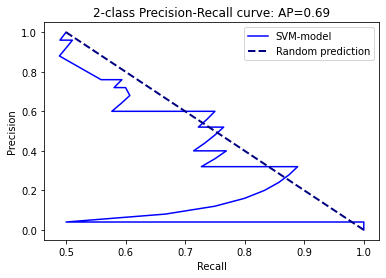 2-class Precision-Recall curve: AP=0.69
SVM-model
Random prediction
Precision
1.0
0.8
0.6
0.4
0.2
0.0
0.5 0.6 0.7 0.8 0.9 1.0
Recall